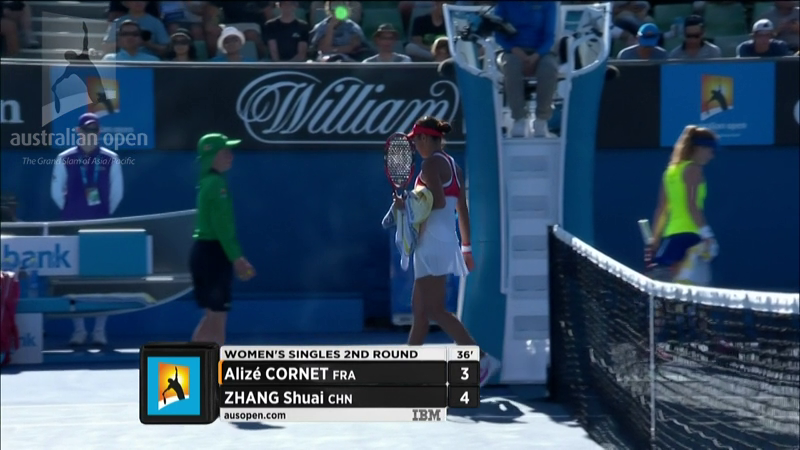 William
australian open
The Grand Slam of Asia/Pacific
bank
WOMEN'S SINGLES 2ND ROUND 36'
Alizé CORNET FRA 3
ZHANG Shuai CHN 4
ausopen.com IBM